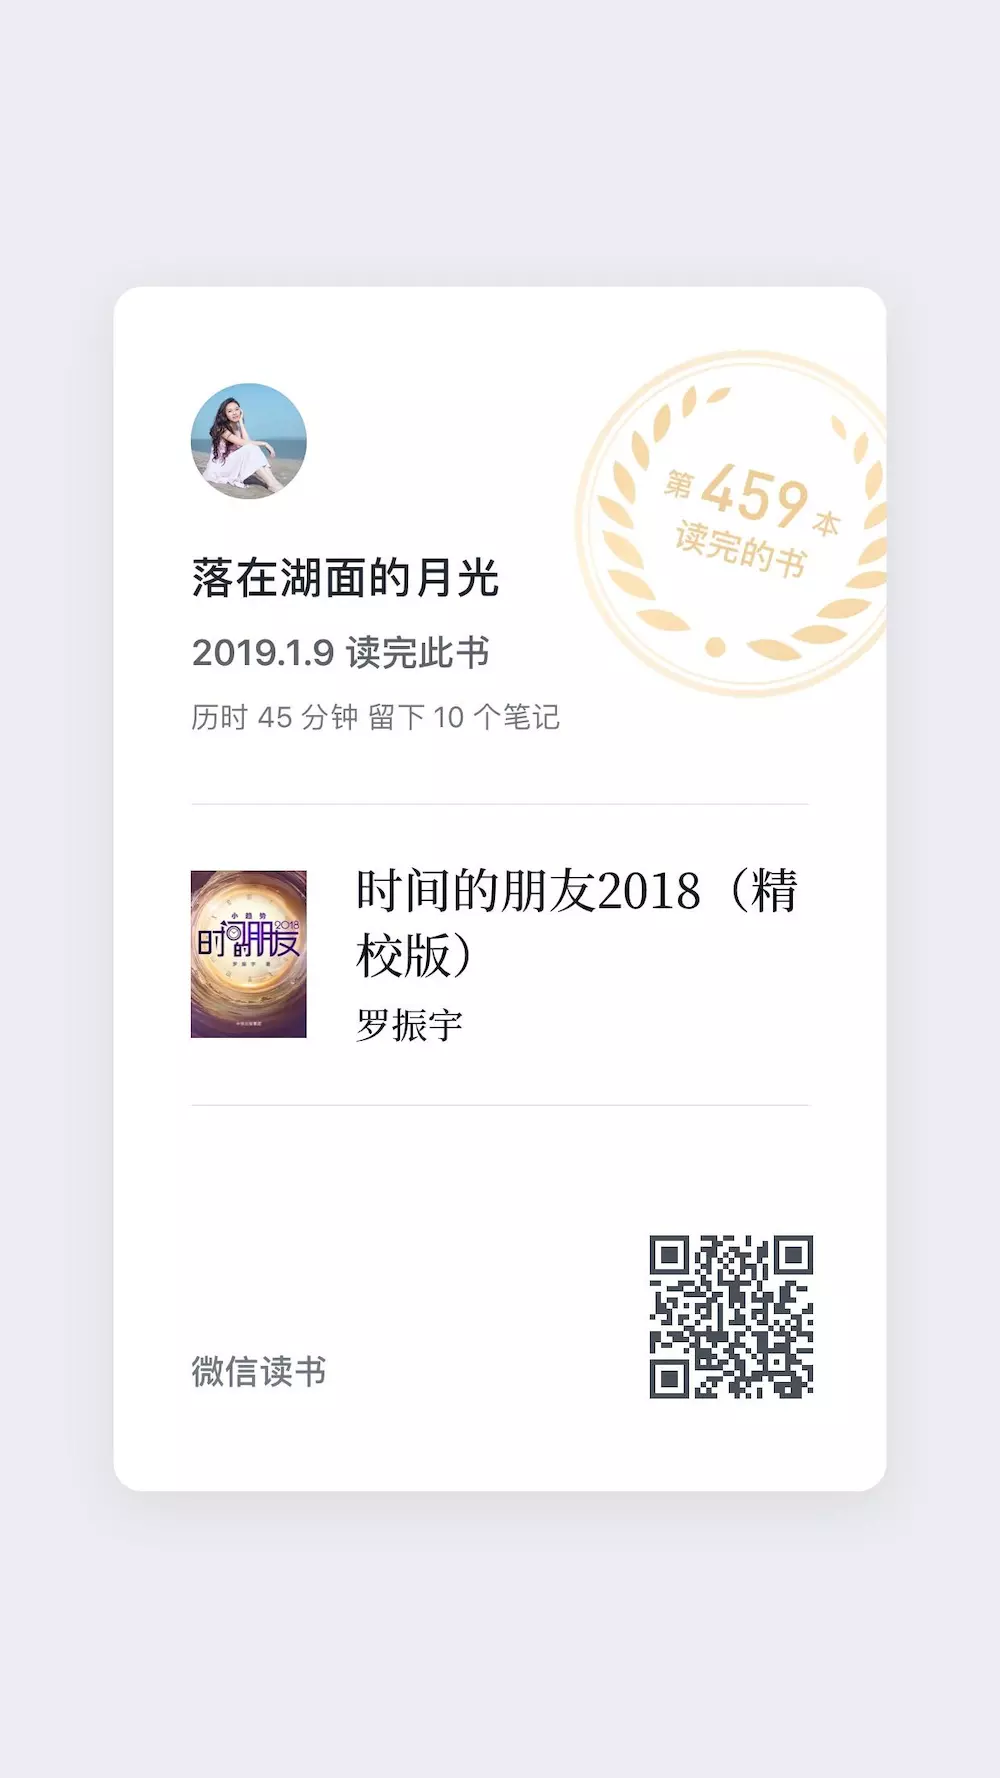 第 459 本
读完的书
落在湖面的月光
2019.1.9 读完此书
历时 45 分钟 留下 10 个笔记
小趋势
时间的朋友
2018
时间的朋友2018（精
校版）
罗振宇
微信读书